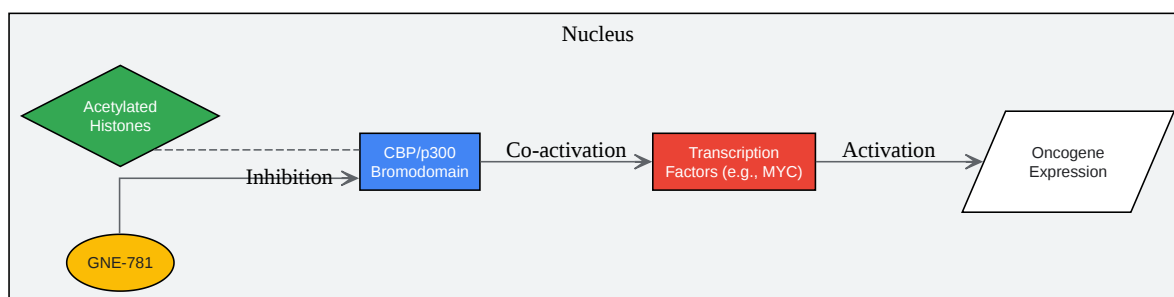 Nucleus
Acetylated
Histones
Inhibition
CBP/p300
Bromodomain
Co-activation
Transcription
Factors (e.g., MYC)
Activation
Oncogene
Expression
GNE-781